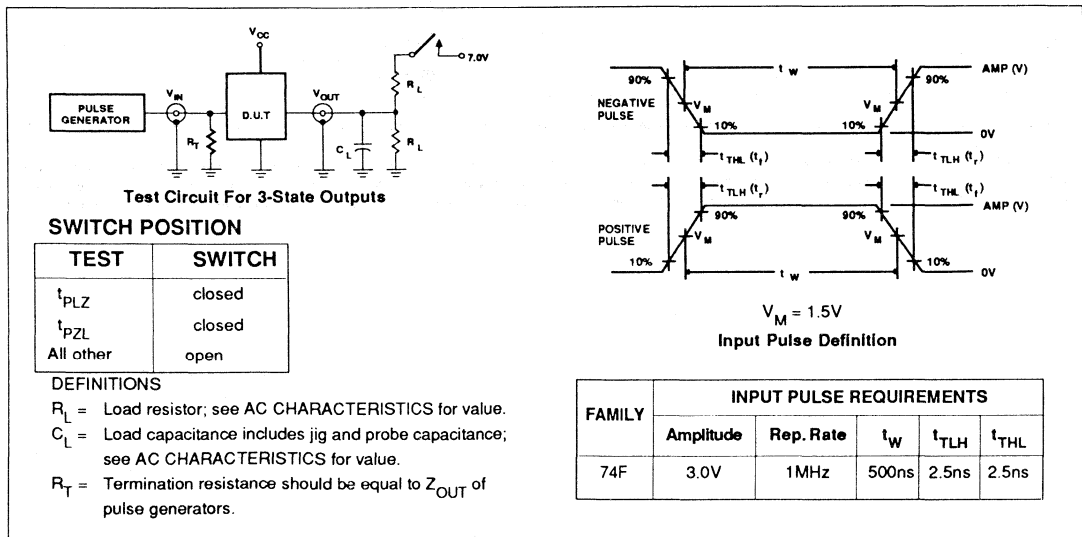 VCC
7.0V
RL
VIN
VOUT
PULSE GENERATOR
D.U.T
RT
CL
RL
Test Circuit For 3-State Outputs
SWITCH POSITION
TEST SWITCH
tPLZ closed
tPZL closed
All other open
DEFINITIONS
RL = Load resistor; see AC CHARACTERISTICS for value.
CL = Load capacitance includes jig and probe capacitance;
see AC CHARACTERISTICS for value.
RT = Termination resistance should be equal to ZOUT of
pulse generators.
90% tW 90% AMP (V)
NEGATIVE PULSE
VM VM
10% 10% 0V
tTHL (tf) tTLH (tr)
tTLH (tr) tTHL (tf)
AMP (V)
90% 90%
POSITIVE PULSE
VM VM
10% 10%
tW 0V
VM = 1.5V
Input Pulse Definition
FAMILY INPUT PULSE REQUIREMENTS
Amplitude Rep. Rate tW tTLH tTHL
74F 3.0V 1MHz 500ns 2.5ns 2.5ns